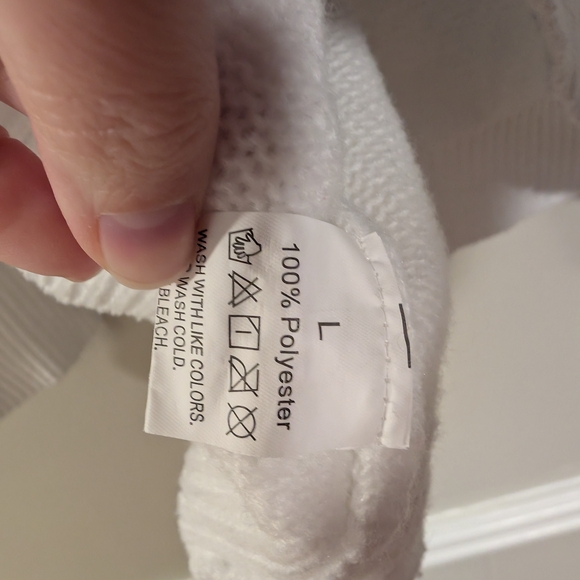 L
100% Polyester
WASH WITH LIKE COLORS.
WASH COLD.
BLEACH.